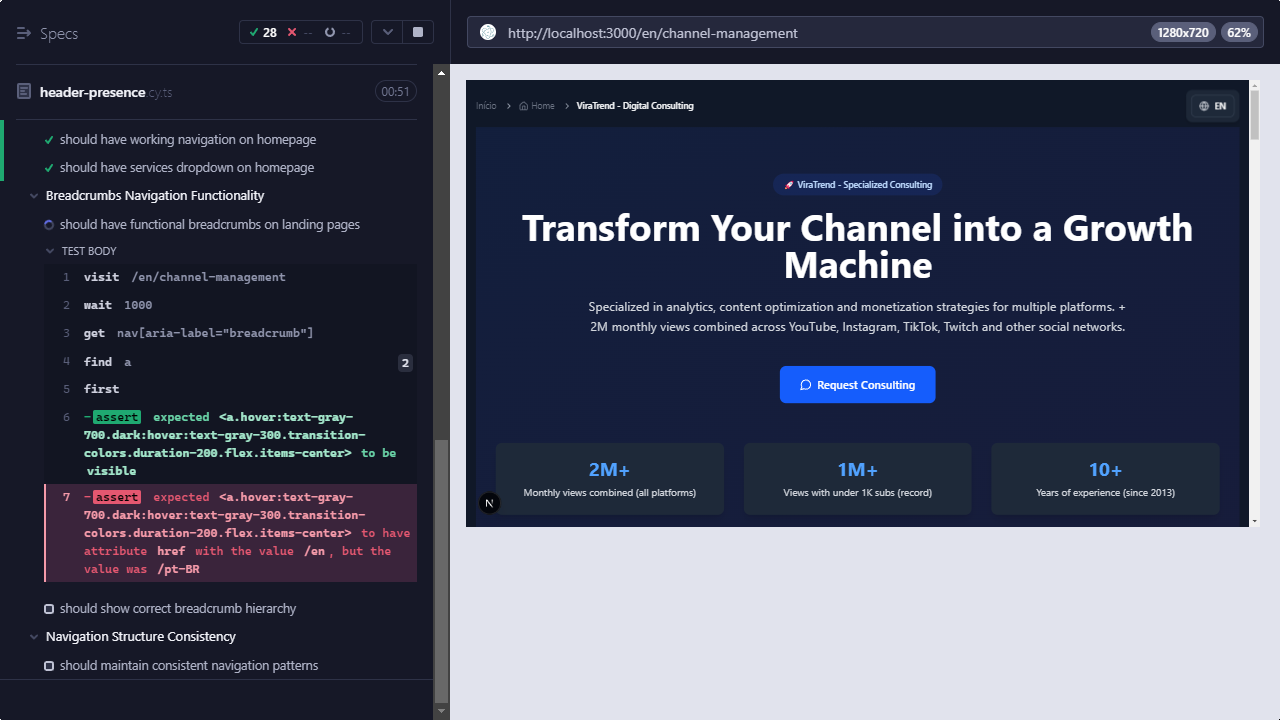 Specs
28
--
--
http://localhost:3000/en/channel-management
1280x720
62%
header-presence.cy.ts
00:51
should have working navigation on homepage
should have services dropdown on homepage
Breadcrumbs Navigation Functionality
should have functional breadcrumbs on landing pages
TEST BODY
1 visit /en/channel-management
2 wait 1000
3 get nav[aria-label="breadcrumb"]
4 find a 2
5 first
6 -assert expected <a.hover:text-gray-
700.dark:hover:text-gray-300.transition-
colors.duration-200.flex.items-center> to be
visible
7 -assert expected <a.hover:text-gray-
700.dark:hover:text-gray-300.transition-
colors.duration-200.flex.items-center> to have
attribute href with the value /en, but the
value was /pt-BR
should show correct breadcrumb hierarchy
Navigation Structure Consistency
should maintain consistent navigation patterns
Início > Home > ViraTrend - Digital Consulting
EN
🚀 ViraTrend - Specialized Consulting
Transform Your Channel into a Growth
Machine
Specialized in analytics, content optimization and monetization strategies for multiple platforms. +
2M monthly views combined across YouTube, Instagram, TikTok, Twitch and other social networks.
Request Consulting
2M+
Monthly views combined (all platforms)
1M+
Views with under 1K subs (record)
10+
Years of experience (since 2013)
N